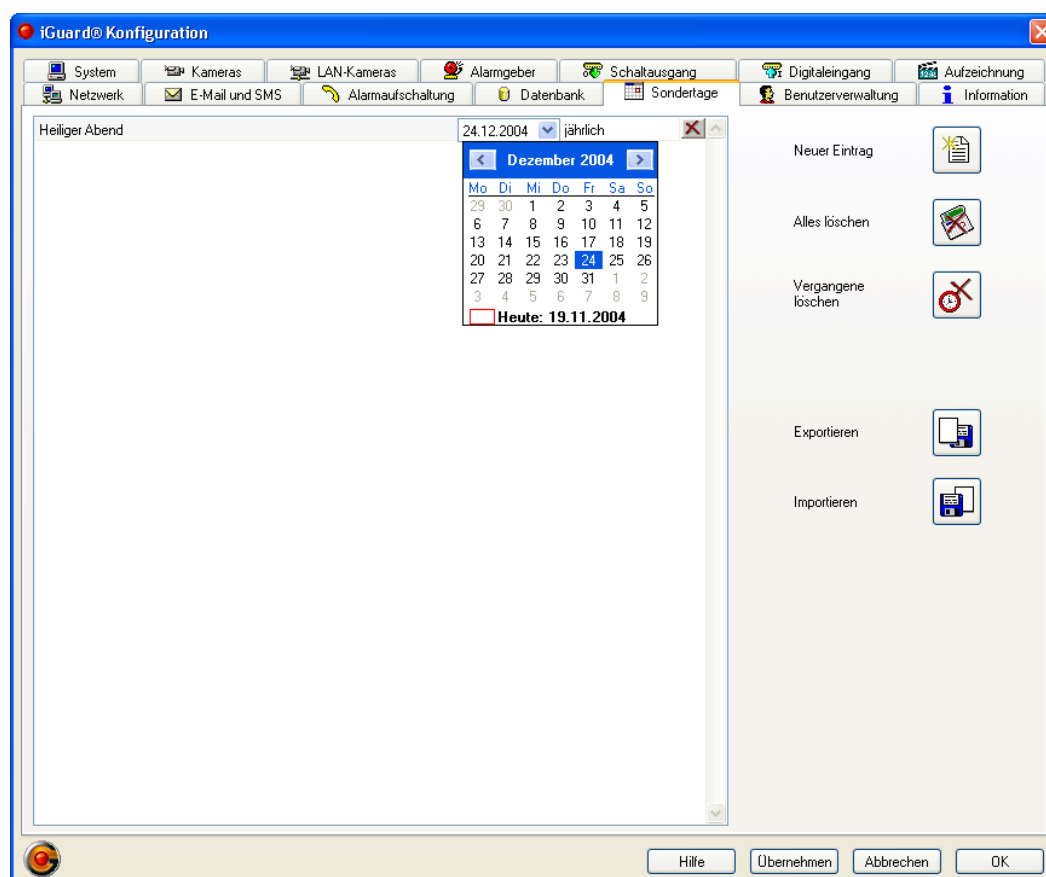 iGuard® Konfiguration
System Kameras LAN-Kameras Alarmgeber Schaltausgang Digitaleingang Aufzeichnung
Netzwerk E-Mail und SMS Alarmaufschaltung Datenbank Sondertage Benutzerverwaltung Information
Heiliger Abend 24.12.2004 jährlich
Dezember 2004
Mo Di Mi Do Fr Sa So
29 30 1 2 3 4 5
6 7 8 9 10 11 12
13 14 15 16 17 18 19
20 21 22 23 24 25 26
27 28 29 30 31 1 2
3 4 5 6 7 8 9
Heute: 19.11.2004
Neuer Eintrag
Alles löschen
Vergangene
löschen
Exportieren
Importieren
Hilfe Übernehmen Abbrechen OK